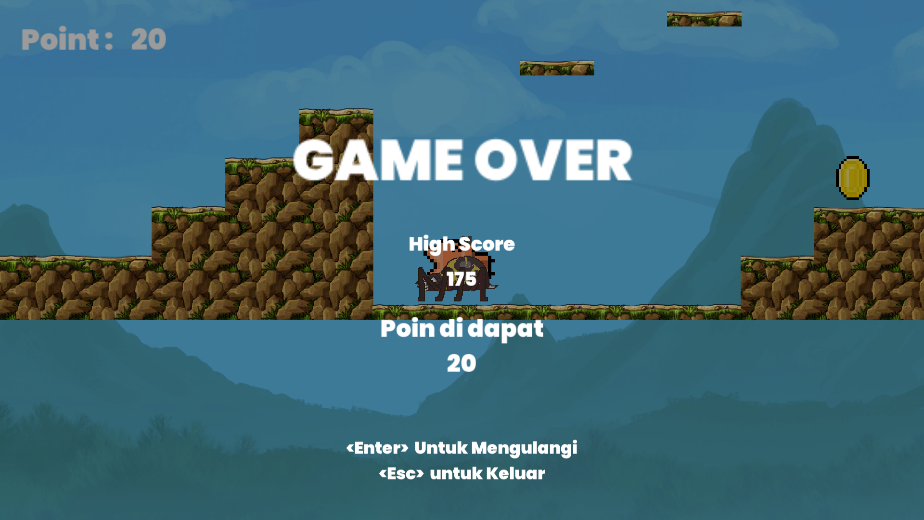 Point: 20
GAME OVER
High Score
175
Poin di dapat
20
<Enter> Untuk Mengulangi
<Esc> untuk Keluar